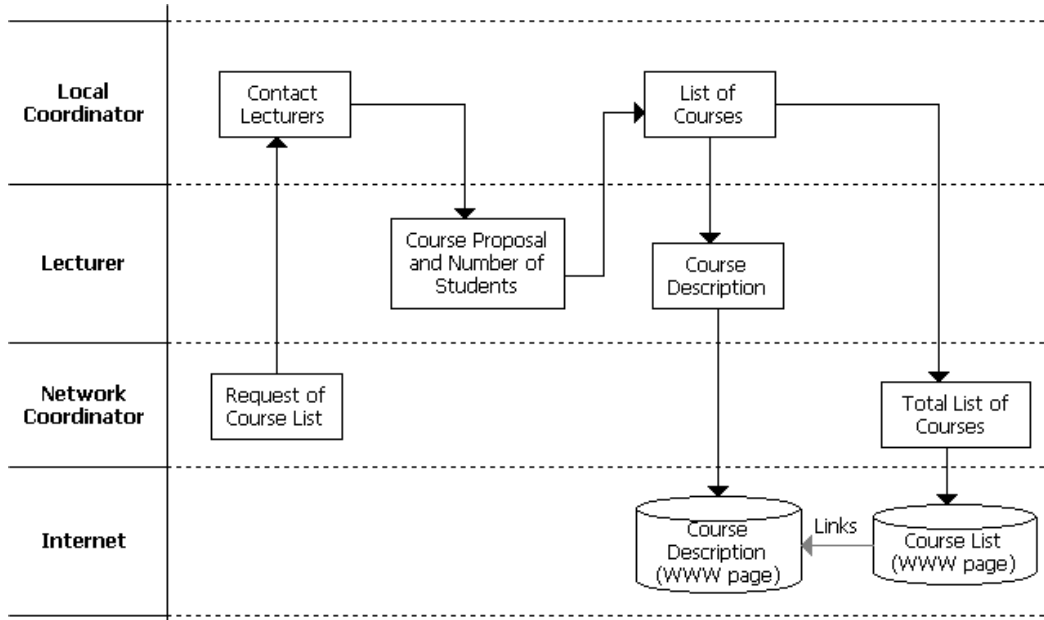 Local
Coordinator
Contact
Lecturers
List of
Courses
Lecturer
Course Proposal
and Number of
Students
Course
Description
Network
Coordinator
Request of
Course List
Total List of
Courses
Internet
Course
Description
(WWW page)
Links
Course List
(WWW page)